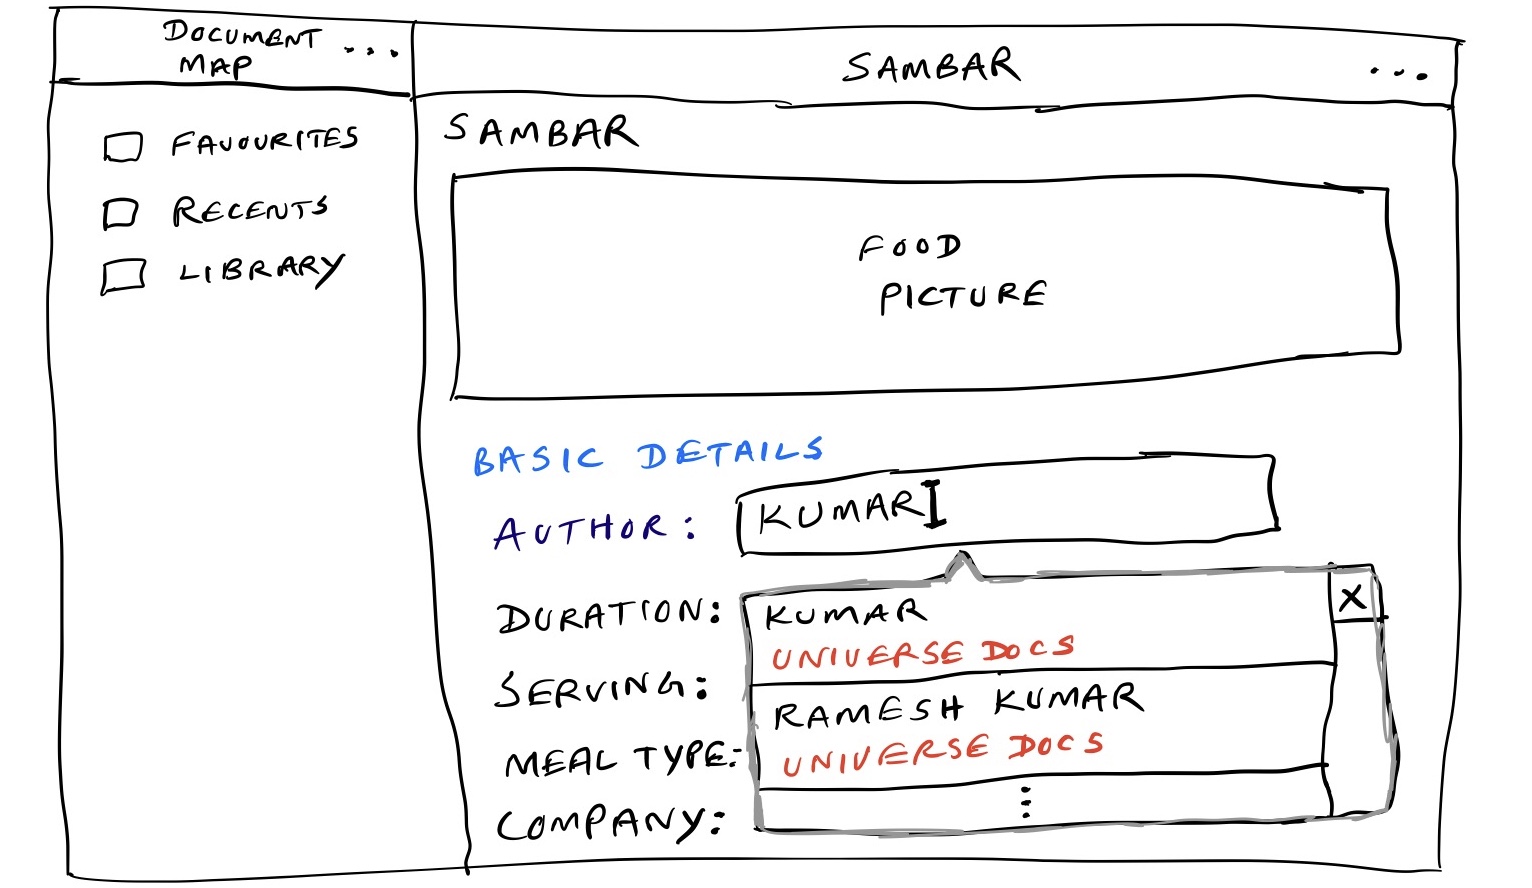 DOCUMENT
MAP
...
SAMBAR
...
FAVOURITES
RECENTS
LIBRARY
SAMBAR
FOOD
PICTURE
BASIC DETAILS
AUTHOR: KUMAR
DURATION:
SERVING:
MEAL TYPE:
COMPANY:
KUMAR
X
UNIVERSE DOCS
RAMESH KUMAR
UNIVERSE DOCS
⋮